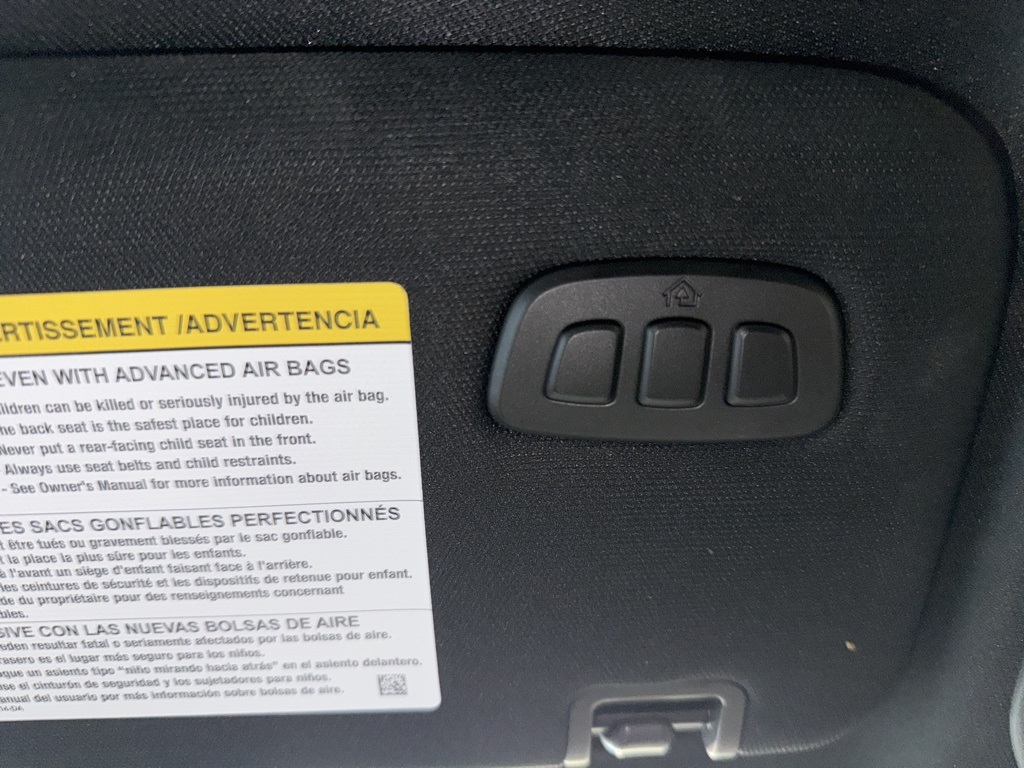 RTISSEMENT /ADVERTENCIA
EVEN WITH ADVANCED AIR BAGS
ildren can be killed or seriously injured by the air bag.
he back seat is the safest place for children.
Never put a rear-facing child seat in the front.
Always use seat belts and child restraints.
- See Owner's Manual for more information about air bags.
ES SACS GONFLABLES PERFECTIONNÉS
t être tués ou gravement blessés par le sac gonflable.
t la place la plus sûre pour les enfants.
à l'avant un siège d'enfant faisant face à l'arrière.
les ceintures de sécurité et les dispositifs de retenue pour enfant.
de du propriétaire pour des renseignements concernant
bles.
SIVE CON LAS NUEVAS BOLSAS DE AIRE
eden resultar fatal o seriamente afectados por las bolsas de aire.
rasero es el lugar más seguro para los niños.
que un asiento tipo "niño mirando hacia atrás" en el asiento delantero.
se el cinturón de seguridad y los sujetadores para niños.
anual del usuario por más información sobre bolsas de aire.